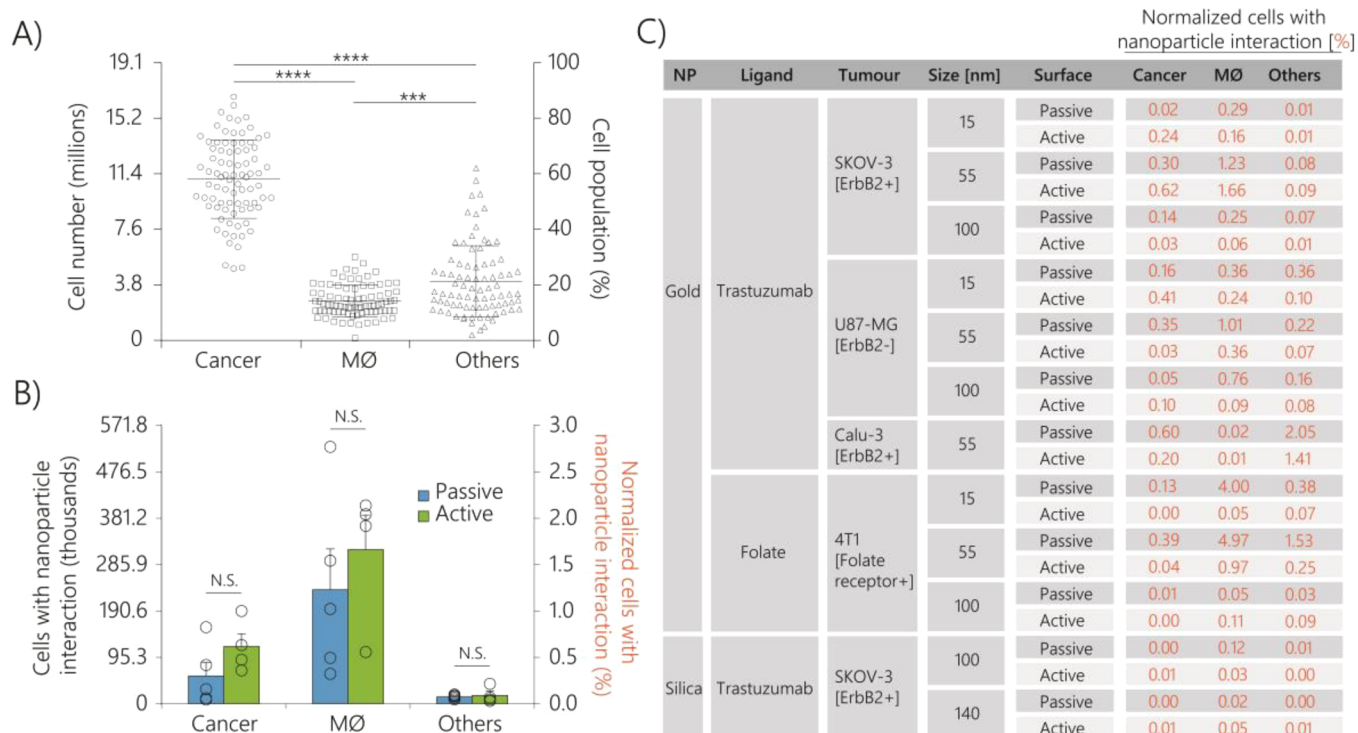 A)
19.1
15.2
11.4
7.6
3.8
0
Cell number (millions)
****
****
***
100
80
60
40
20
0
Cell population (%)
Cancer MØ Others
B)
571.8
476.5
381.2
285.9
190.6
95.3
0
Cells with nanoparticle
interaction (thousands)
N.S.
N.S.
N.S.
Passive
Active
3.0
2.5
2.0
1.5
1.0
0.5
0.0
Normalized cells with
nanoparticle interaction (%)
Cancer MØ Others
C)
Normalized cells with
nanoparticle interaction [%]
NP Ligand Tumour Size [nm] Surface Cancer MØ Others
Gold Trastuzumab SKOV-3
[ErbB2+]
15 Passive 0.02 0.29 0.01
Active 0.24 0.16 0.01
55 Passive 0.30 1.23 0.08
Active 0.62 1.66 0.09
100 Passive 0.14 0.25 0.07
Active 0.03 0.06 0.01
U87-MG
[ErbB2-]
15 Passive 0.16 0.36 0.36
Active 0.41 0.24 0.10
55 Passive 0.35 1.01 0.22
Active 0.03 0.36 0.07
100 Passive 0.05 0.76 0.16
Active 0.10 0.09 0.08
Calu-3
[ErbB2+]
55 Passive 0.60 0.02 2.05
Active 0.20 0.01 1.41
Folate 4T1
[Folate
receptor+]
15 Passive 0.13 4.00 0.38
Active 0.00 0.05 0.07
55 Passive 0.39 4.97 1.53
Active 0.04 0.97 0.25
100 Passive 0.01 0.05 0.03
Active 0.00 0.11 0.09
Silica Trastuzumab SKOV-3
[ErbB2+]
100 Passive 0.00 0.12 0.01
Active 0.01 0.03 0.00
140 Passive 0.00 0.02 0.00
Active 0.01 0.05 0.01